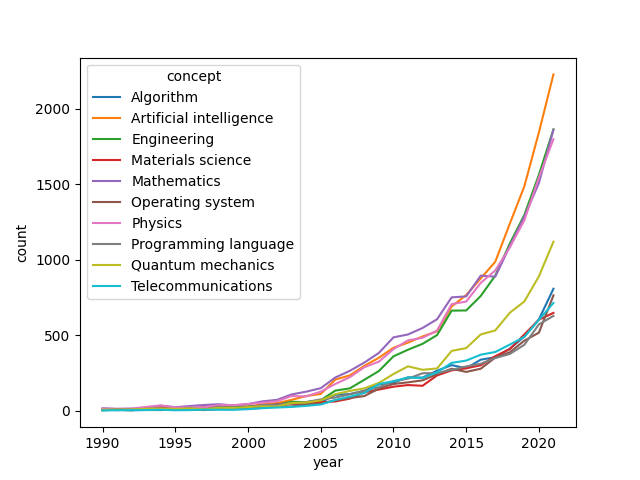 concept
Algorithm
Artificial intelligence
Engineering
Materials science
Mathematics
Operating system
Physics
Programming language
Quantum mechanics
Telecommunications
count
2000
1500
1000
500
0
1990 1995 2000 2005 2010 2015 2020
year